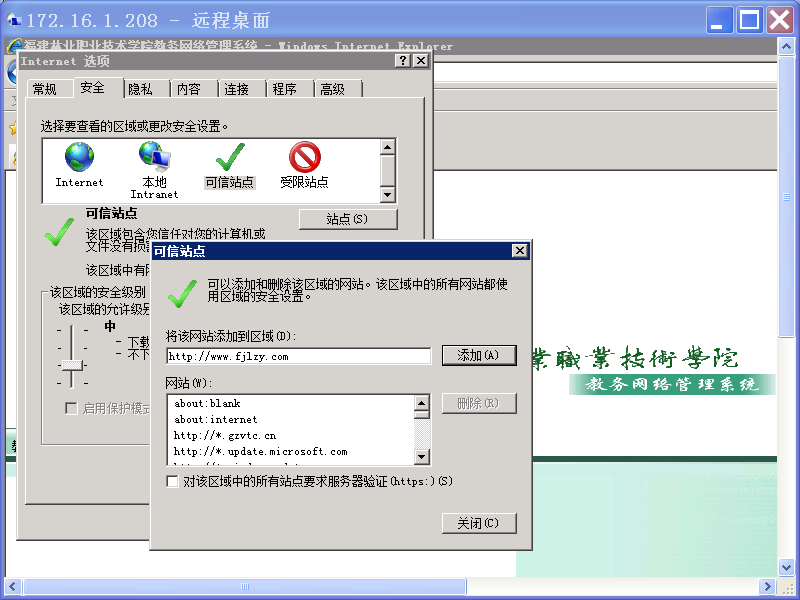 172.16.1.208 - 远程桌面
福建林业职业技术学院教务网络管理系统 - Windows Internet Explorer
Internet 选项
常规 安全 隐私 内容 连接 程序 高级
选择要查看的区域或更改安全设置。
Internet 本地 Intranet 可信站点 受限站点
可信站点
站点(S)
该区域包含您信任对您的计算机或
文件没有损
该区域中有
该区域的安全级别
该区域的允许级别
中
- 下载
- 不下
启用保护模式
可信站点
可以添加和删除该区域的网站。该区域中的所有网站都使
用区域的安全设置。
将该网站添加到区域(D):
http://www.fjlzy.com
添加(A)
网站(W):
about:blank
about:internet
http://*.gzvtc.cn
http://*.update.microsoft.com
删除(R)
对该区域中的所有站点要求服务器验证(https:)(S)
关闭(C)
業職業技術學院
教务网络管理系统